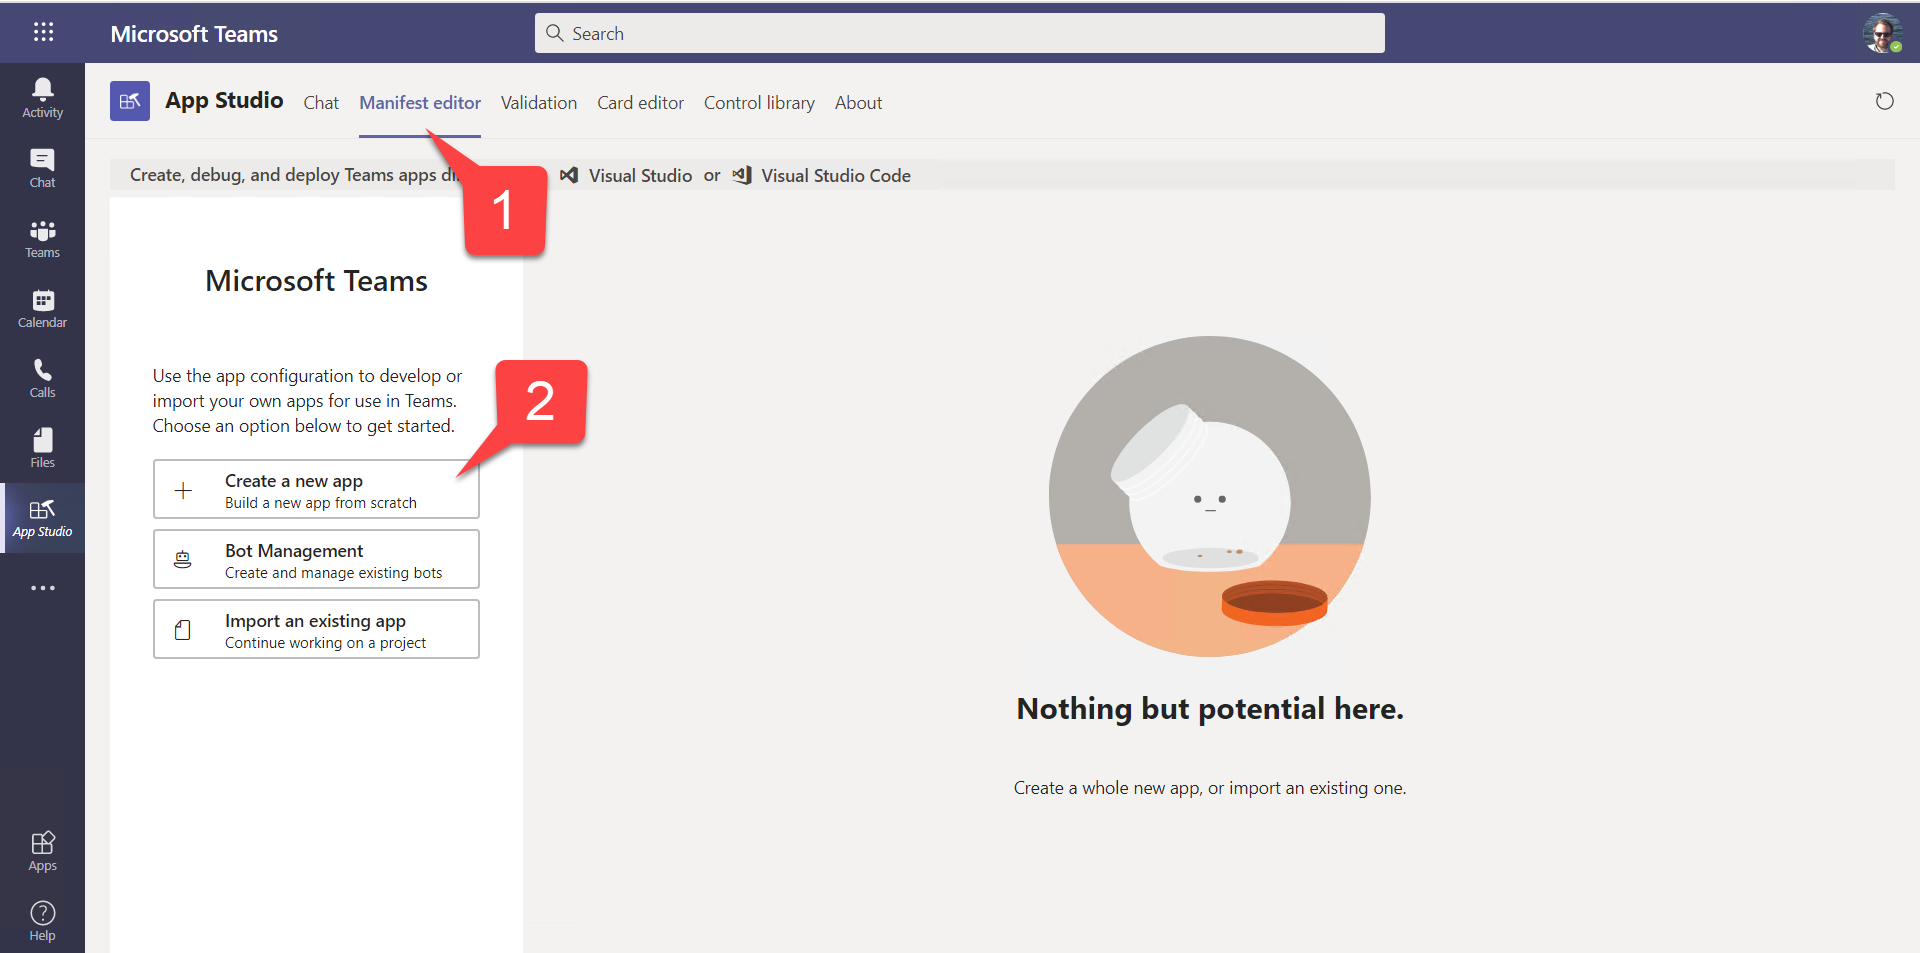 Microsoft Teams
Search
Activity
Chat
Teams
Calendar
Calls
Files
App Studio
Apps
Help
App Studio Chat Manifest editor Validation Card editor Control library About
Create, debug, and deploy Teams apps Visual Studio or Visual Studio Code
1
Microsoft Teams
Use the app configuration to develop or
import your own apps for use in Teams.
Choose an option below to get started.
2
Create a new app
Build a new app from scratch
Bot Management
Create and manage existing bots
Import an existing app
Continue working on a project
Nothing but potential here.
Create a whole new app, or import an existing one.